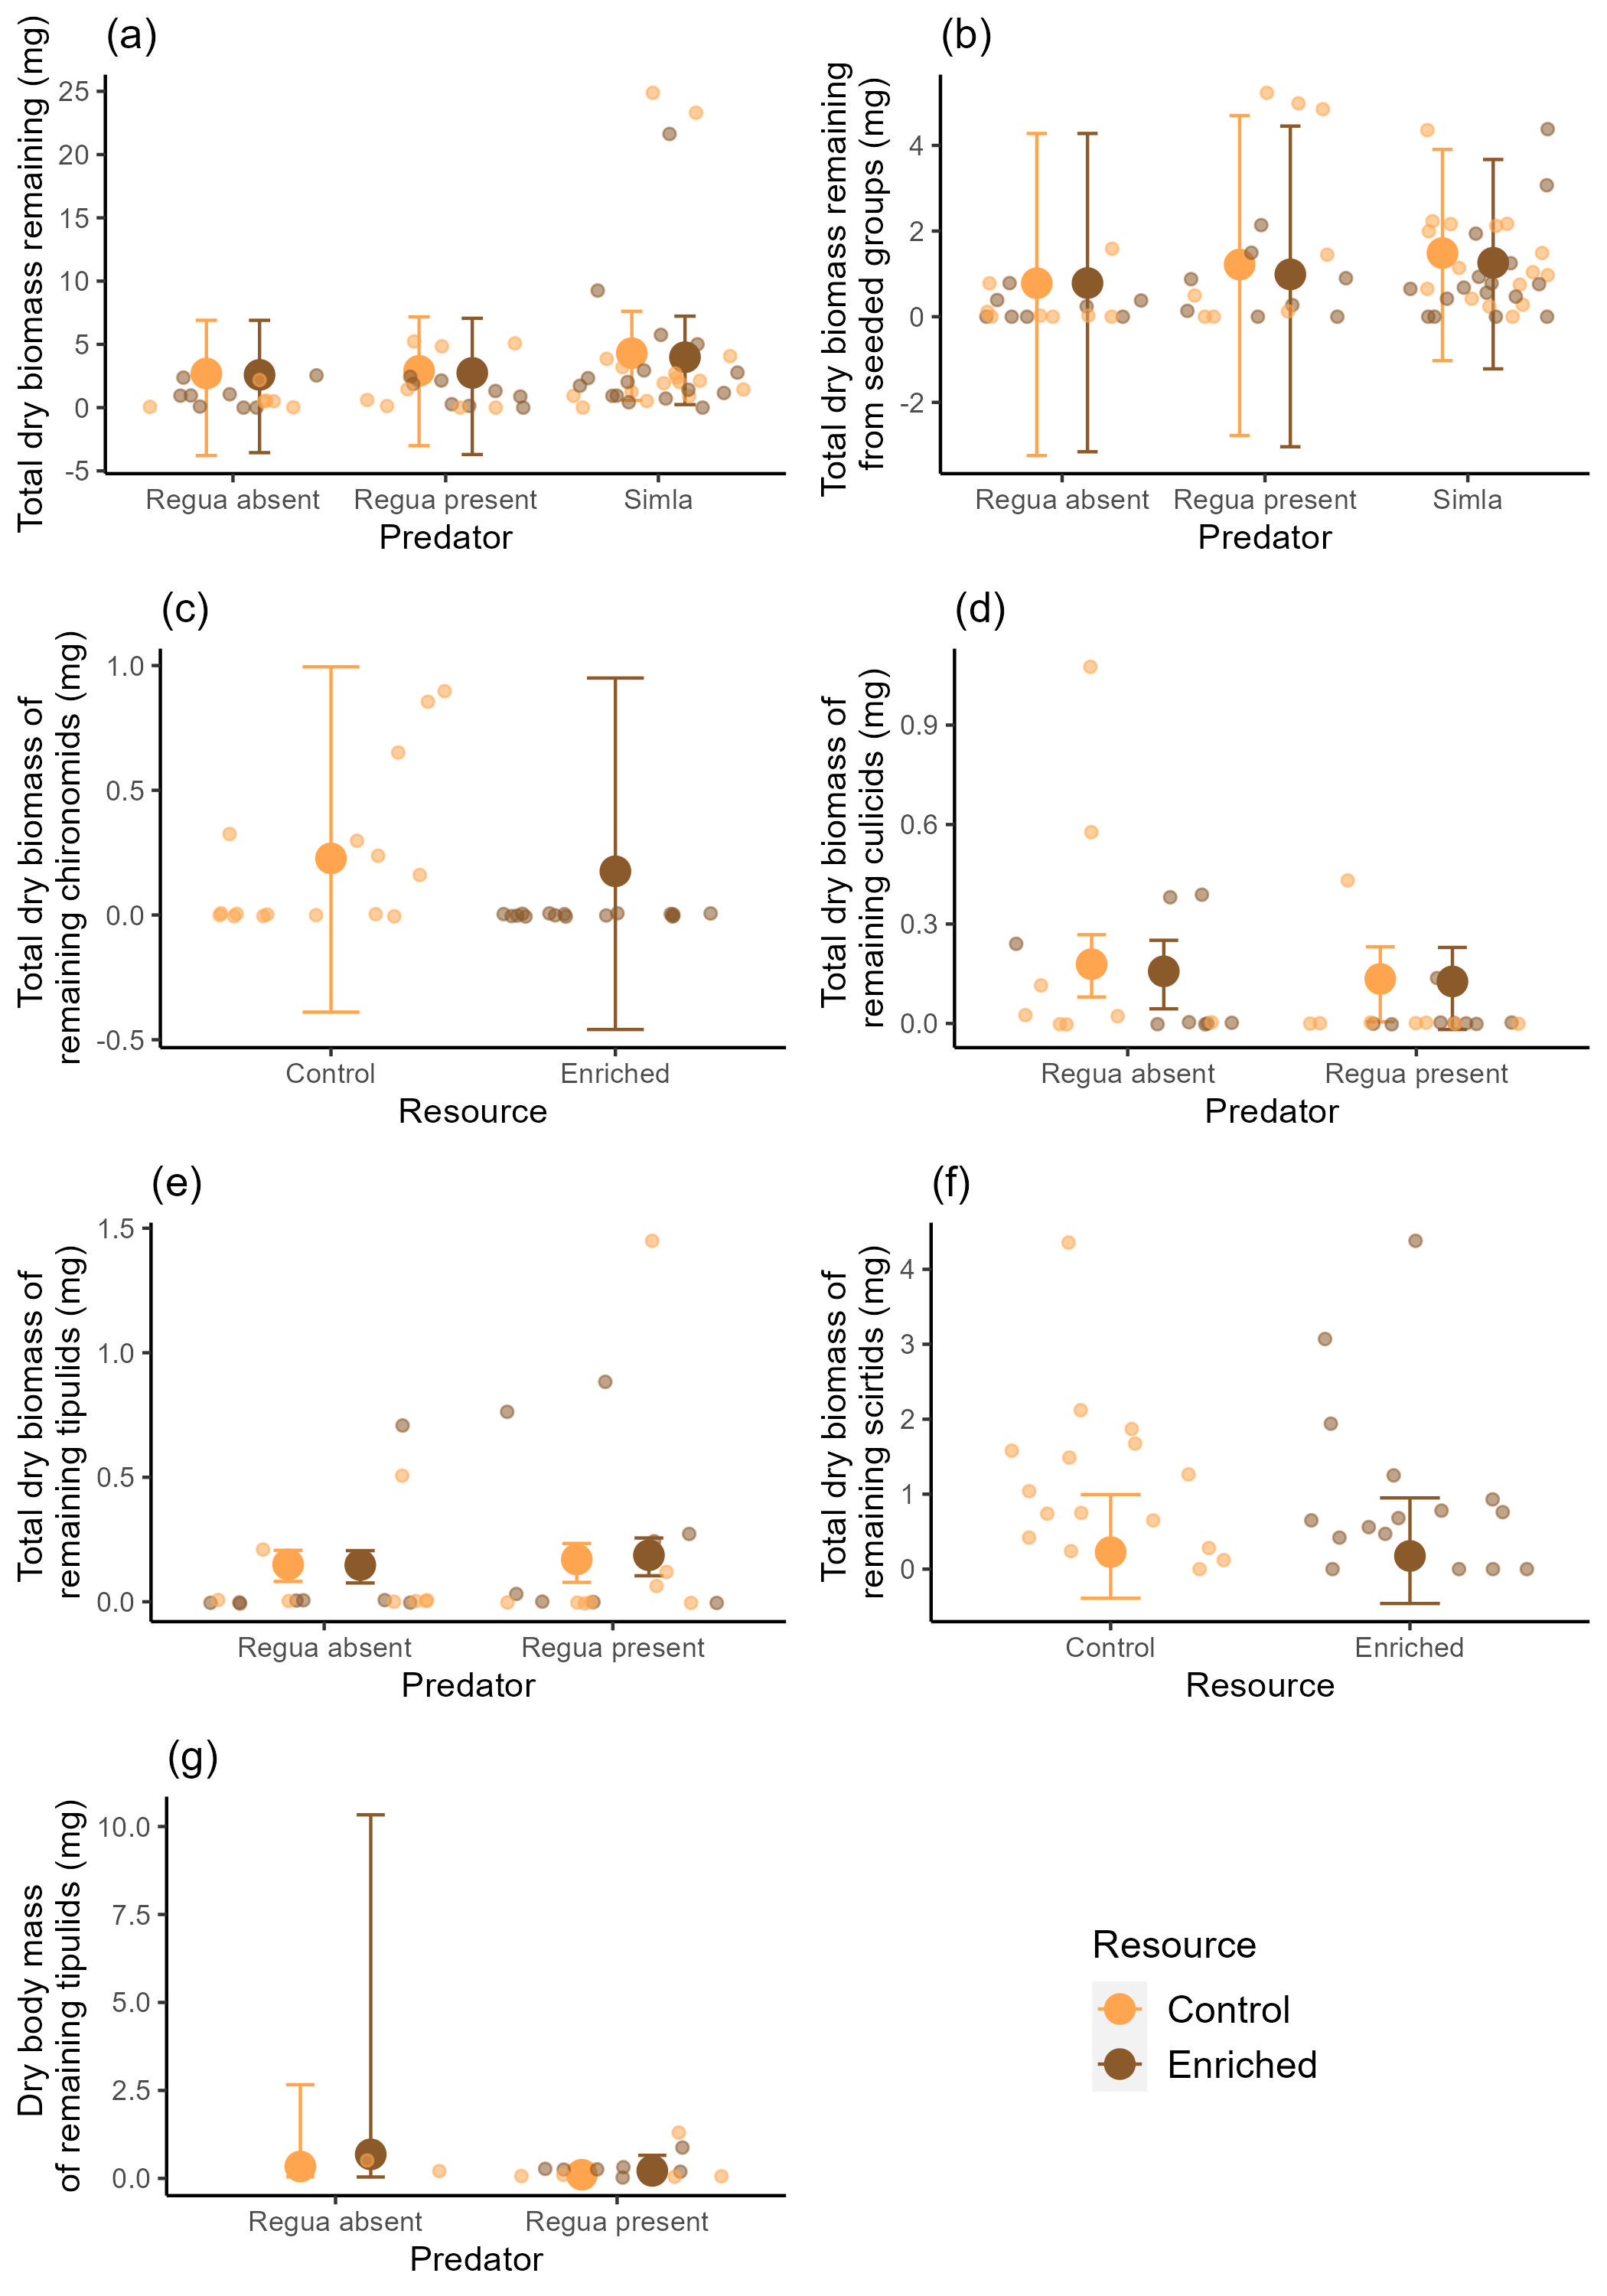 (a)
Total dry biomass remaining (mg)
25
20
15
10
5
0
-5
Regua absent
Regua present
Simla
Predator
(b)
Total dry biomass remaining
from seeded groups (mg)
4
2
0
-2
Regua absent
Regua present
Simla
Predator
(c)
Total dry biomass of
remaining chironomids (mg)
1.0
0.5
0.0
-0.5
Control
Enriched
Resource
(d)
Total dry biomass of
remaining culicids (mg)
0.9
0.6
0.3
0.0
Regua absent
Regua present
Predator
(e)
Total dry biomass of
remaining tipulids (mg)
1.5
1.0
0.5
0.0
Regua absent
Regua present
Predator
(f)
Total dry biomass of
remaining scirtids (mg)
4
3
2
1
0
Control
Enriched
Resource
(g)
Dry body mass
of remaining tipulids (mg)
10.0
7.5
5.0
2.5
0.0
Regua absent
Regua present
Predator
Resource
Control
Enriched